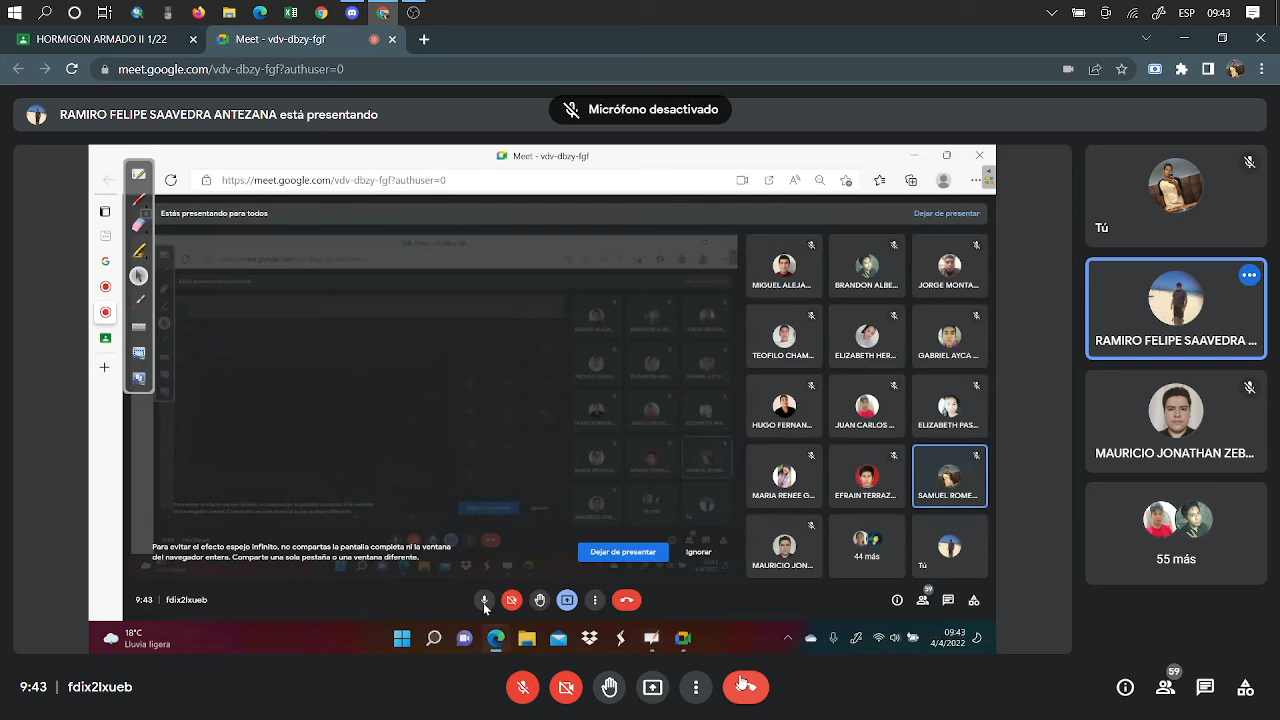 ESP 09:43
HORMIGON ARMADO II 1/22
Meet - vdv-dbzy-fgf
meet.google.com/vdv-dbzy-fgf?authuser=0
RAMIRO FELIPE SAAVEDRA ANTEZANA está presentando
Micrófono desactivado
Meet - vdv-dbzy-fgf
https://meet.google.com/vdv-dbzy-fgf?authuser=0
Estás presentando para todos
Dejar de presentar
MIGUEL ALEJA...
BRANDON ALBE...
JORGE MONTA...
TEOFILO CHAM...
ELIZABETH HER...
GABRIEL AYCA ...
HUGO FERNAN...
JUAN CARLOS ...
ELIZABETH PAS...
MARIA RENEE G...
EFRAIN TERRAZ...
SAMUEL ROME...
MAURICIO JON...
44 más
Tú
Para evitar el efecto espejo infinito, no compartas la pantalla completa ni la ventana
del navegador entera. Comparte una sola pestaña o una ventana diferente.
Dejar de presentar
Ignorar
9:43 | fdix2lxueb
59
18°C
Lluvia ligera
09:43
4/4/2022
Tú
RAMIRO FELIPE SAAVEDRA ...
MAURICIO JONATHAN ZEB...
55 más
9:43 | fdix2lxueb
59